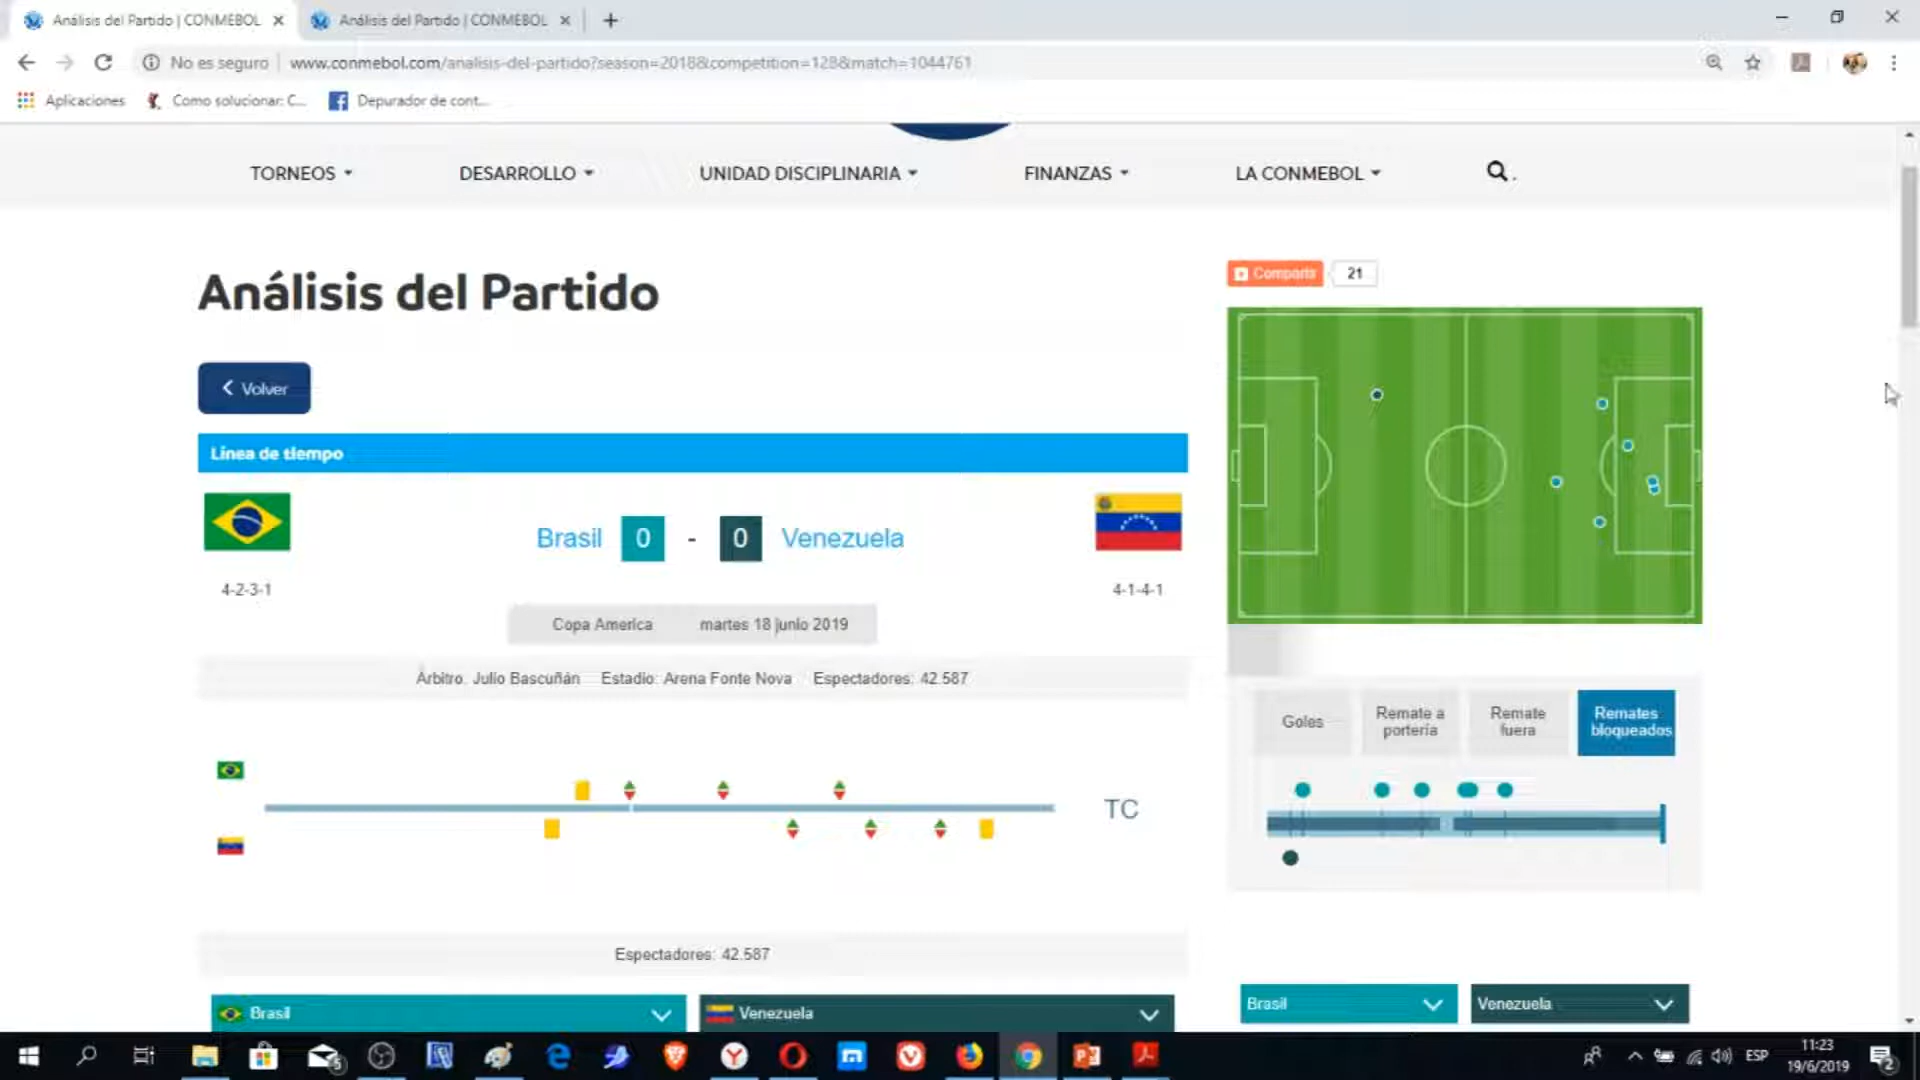 Análisis del Partido | CONMEBOL
Análisis del Partido | CONMEBOL
No es seguro
www.conmebol.com/analisis-del-partido?season=2018&competition=128&match=1044761
Aplicaciones
Como solucionar: C...
Depurador de cont...
TORNEOS
DESARROLLO
UNIDAD DISCIPLINARIA
FINANZAS
LA CONMEBOL
Análisis del Partido
Compartir
21
Volver
Línea de tiempo
Brasil 0 - 0 Venezuela
4-2-3-1
4-1-4-1
Copa America martes 18 junio 2019
Árbitro: Julio Bascuñán Estadio: Arena Fonte Nova Espectadores: 42.587
Goles
Remate a
portería
Remate
fuera
Remates
bloqueados
TC
Espectadores: 42.587
Brasil
Venezuela
Brasil
Venezuela
5
ESP
11:23
19/6/2019
2